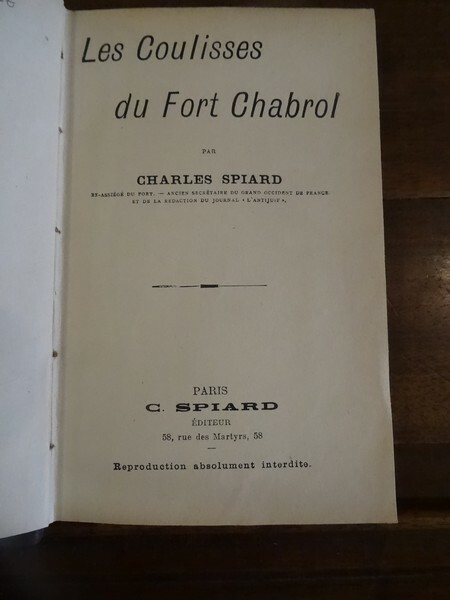 Les Coulisses
du Fort Chabrol
PAR
CHARLES SPIARD
EX-ASSIÉGÉ DU FORT. — ANCIEN SECRÉTAIRE DU GRAND OCCIDENT DE FRANCE
ET DE LA RÉDACTION DU JOURNAL « L'ANTIJUIF ».
PARIS
C. SPIARD
ÉDITEUR
58, rue des Martyrs, 58
Reproduction absolument interdite.